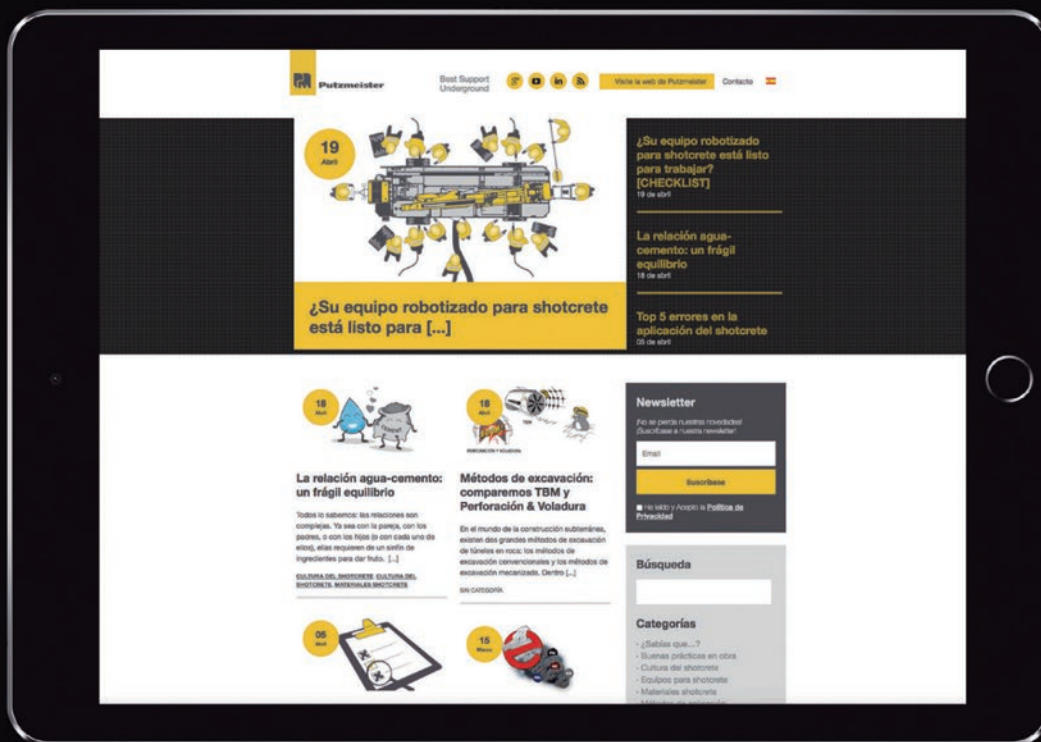 Putzmeister
Best Support
Underground
Visite la web de Putzmeister
Contacto
19
Abril
¿Su equipo robotizado para shotcrete
está listo para [...]
¿Su equipo robotizado
para shotcrete está listo
para trabajar?
[CHECKLIST]
19 de abril
La relación agua-
cemento: un frágil
equilibrio
18 de abril
Top 5 errores en la
aplicación del shotcrete
05 de abril
18
Abril
CEMENT
La relación agua-cemento:
un frágil equilibrio
Todos lo sabemos: las relaciones son
complejas. Ya sea con la pareja, con los
padres, o con los hijos (o con cada uno de
ellos), ellas requieren de un sinfín de
ingredientes para dar fruto. [...]
CULTURA DEL SHOTCRETE, CULTURA DEL
SHOTCRETE, MATERIALES SHOTCRETE
18
Abril
TBM
PERFORACIÓN Y VOLADURA
Métodos de excavación:
comparemos TBM y
Perforación & Voladura
En el mundo de la construcción subterránea,
existen dos grandes métodos de excavación
de túneles en roca: los métodos de
excavación convencionales y los métodos de
excavación mecanizada. Dentro [...]
SIN CATEGORÍA
05
Abril
15
Marzo
Newsletter
¡No se pierda nuestras novedades!
¡Suscríbase a nuestra newsletter!
Email
Suscríbase
He leído y Acepto la Política de
Privacidad
Búsqueda
Categorías
- ¿Sabías que...?
- Buenas prácticas en obra
- Cultura del shotcrete
- Equipos para shotcrete
- Materiales shotcrete
- Métodos de aplicación